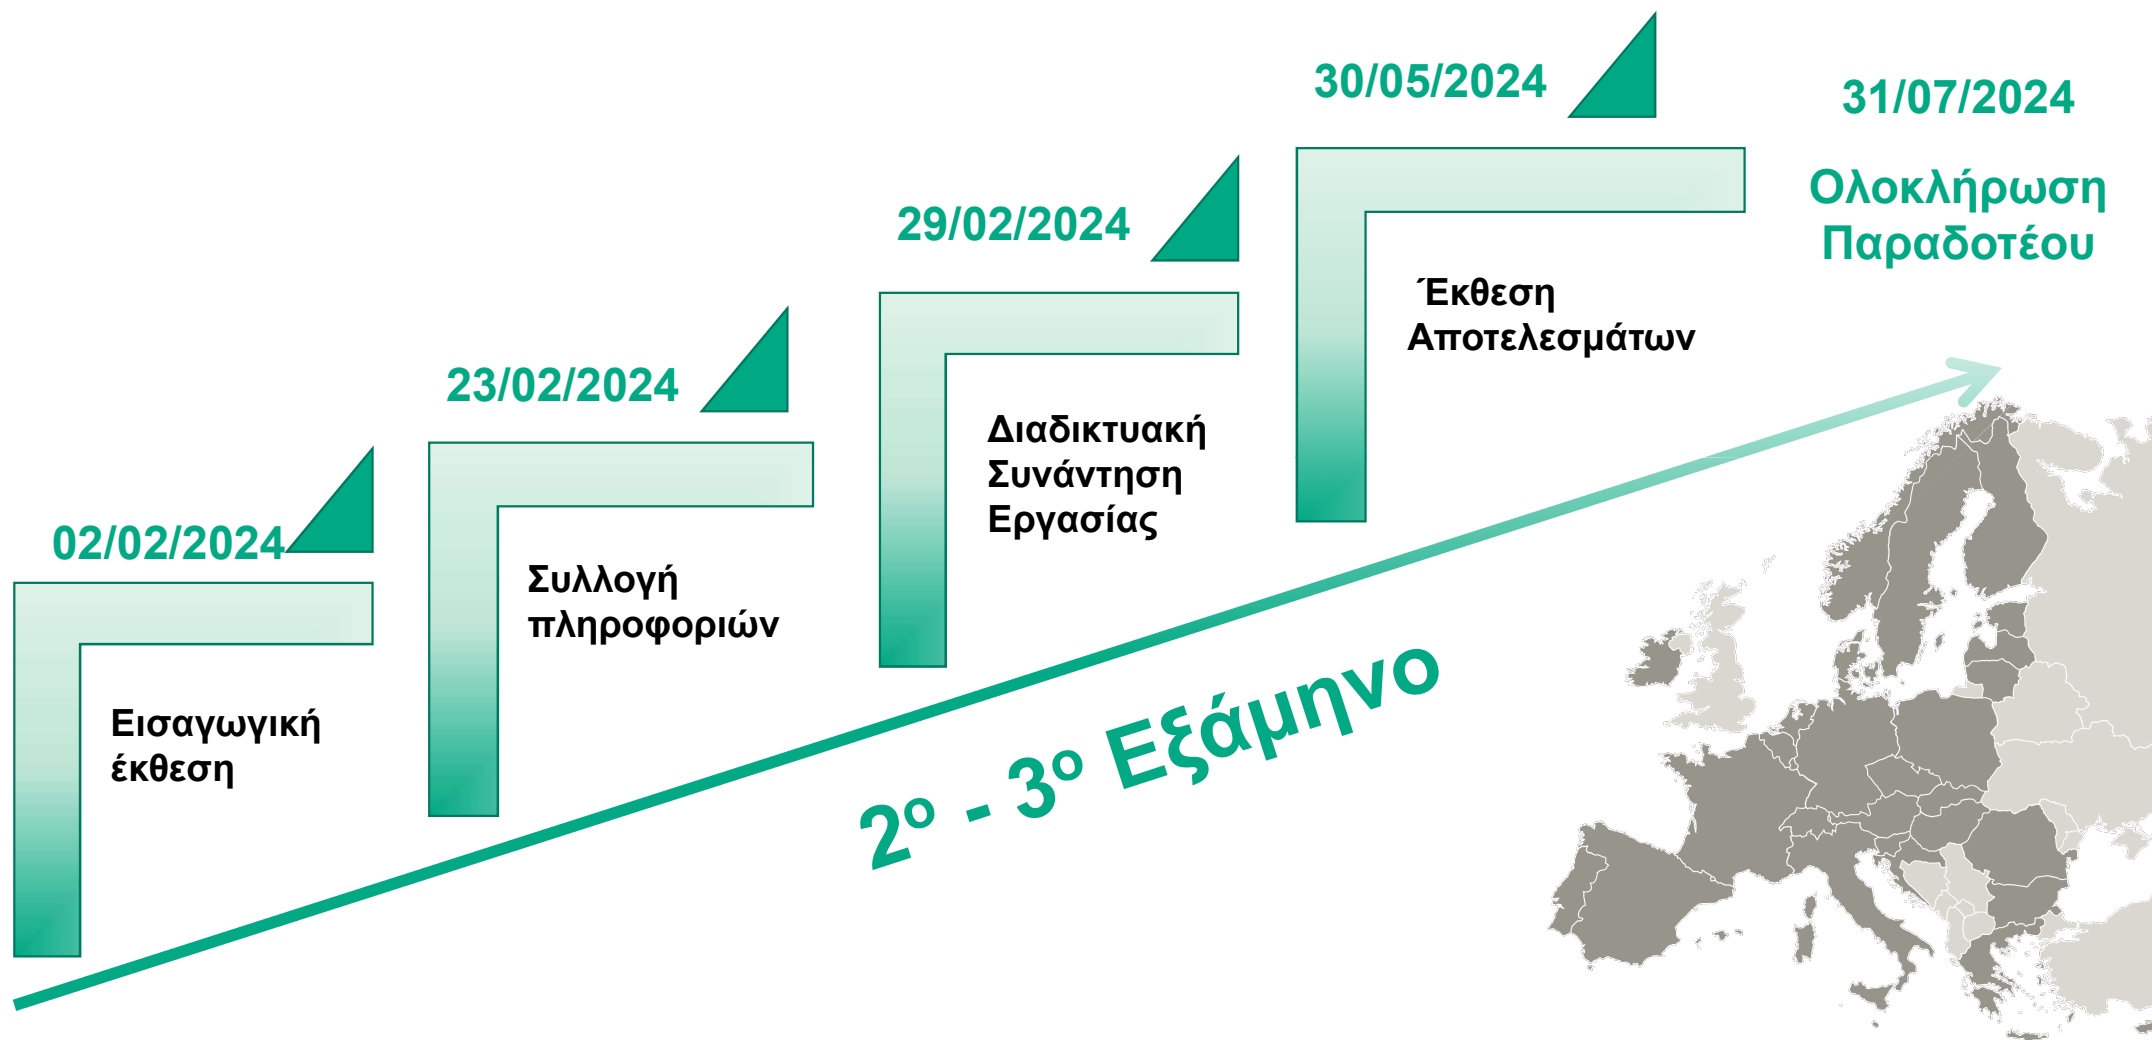 02/02/2024
Εισαγωγική
έκθεση
23/02/2024
Συλλογή
πληροφοριών
29/02/2024
Διαδικτυακή
Συνάντηση
Εργασίας
30/05/2024
Έκθεση
Αποτελεσμάτων
31/07/2024
Ολοκλήρωση
Παραδοτέου
2ο - 3ο Εξάμηνο